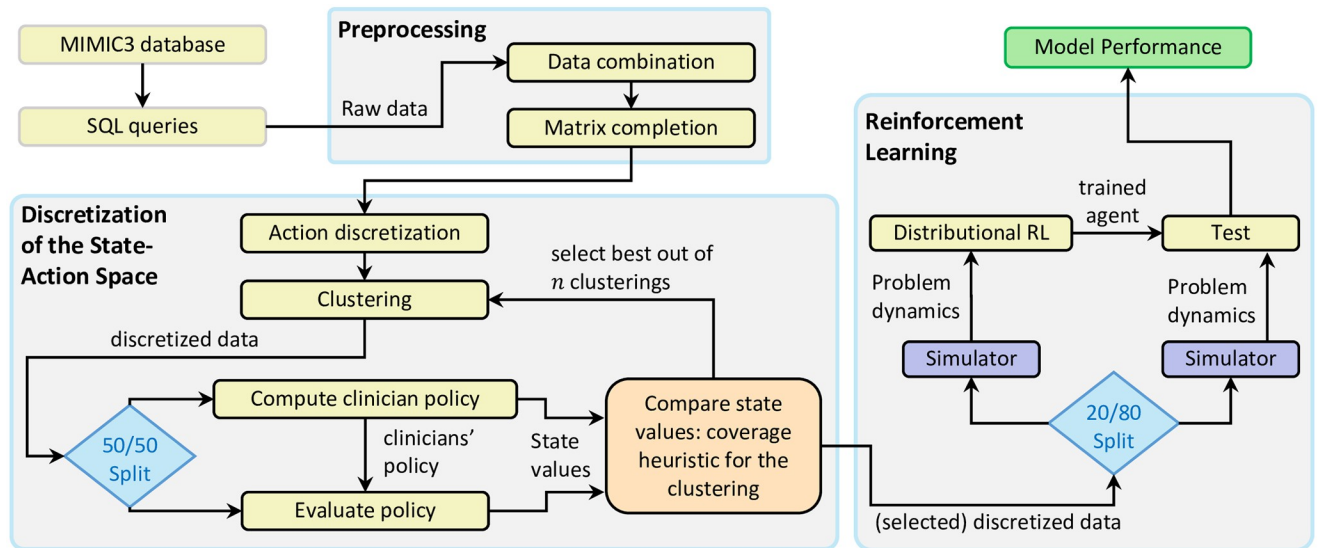 MIMIC3 database
SQL queries
Raw data
Preprocessing
Data combination
Matrix completion
Discretization
of the State-
Action Space
Action discretization
Clustering
select best out of
n clusterings
discretized data
50/50
Split
Compute clinician policy
clinicians'
policy
Evaluate policy
State
values
Compare state
values: coverage
heuristic for the
clustering
(selected) discretized data
Model Performance
Reinforcement
Learning
Distributional RL
trained
agent
Test
Problem
dynamics
Problem
dynamics
Simulator
Simulator
20/80
Split